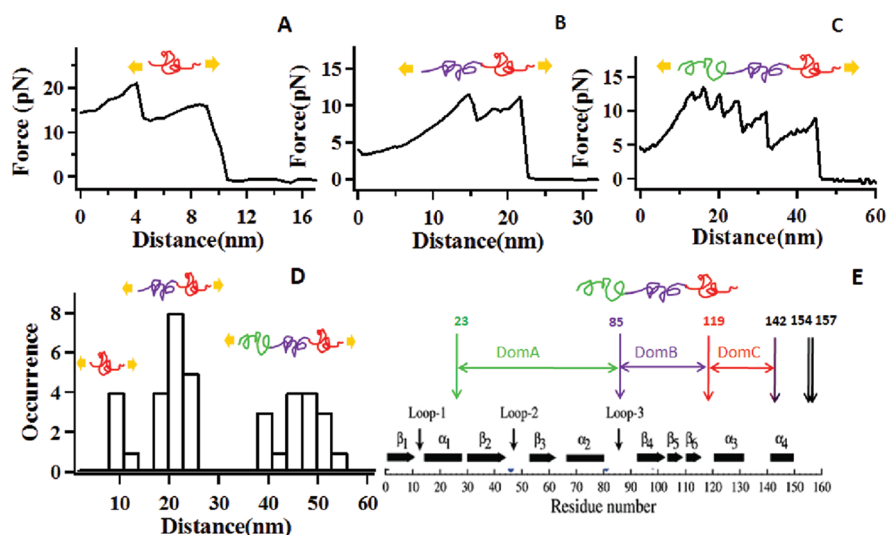 A
Force (pN)
20
10
0
0 4 8 12 16
Distance(nm)
B
Force(pN)
15
10
5
0
0 10 20 30
Distance(nm)
C
Force(pN)
15
10
5
0
0 20 40 60
Distance(nm)
D
Occurrence
8
6
4
2
0
10 20 30 40 50 60
Distance(nm)
E
23 85 119 142 154 157
DomA DomB DomC
Loop-1 Loop-2 Loop-3
β1 α1 β2 β3 α2 β4 β5 β6 α3 α4
0 10 20 30 40 50 60 70 80 90 100 110 120 130 140 150 160
Residue number